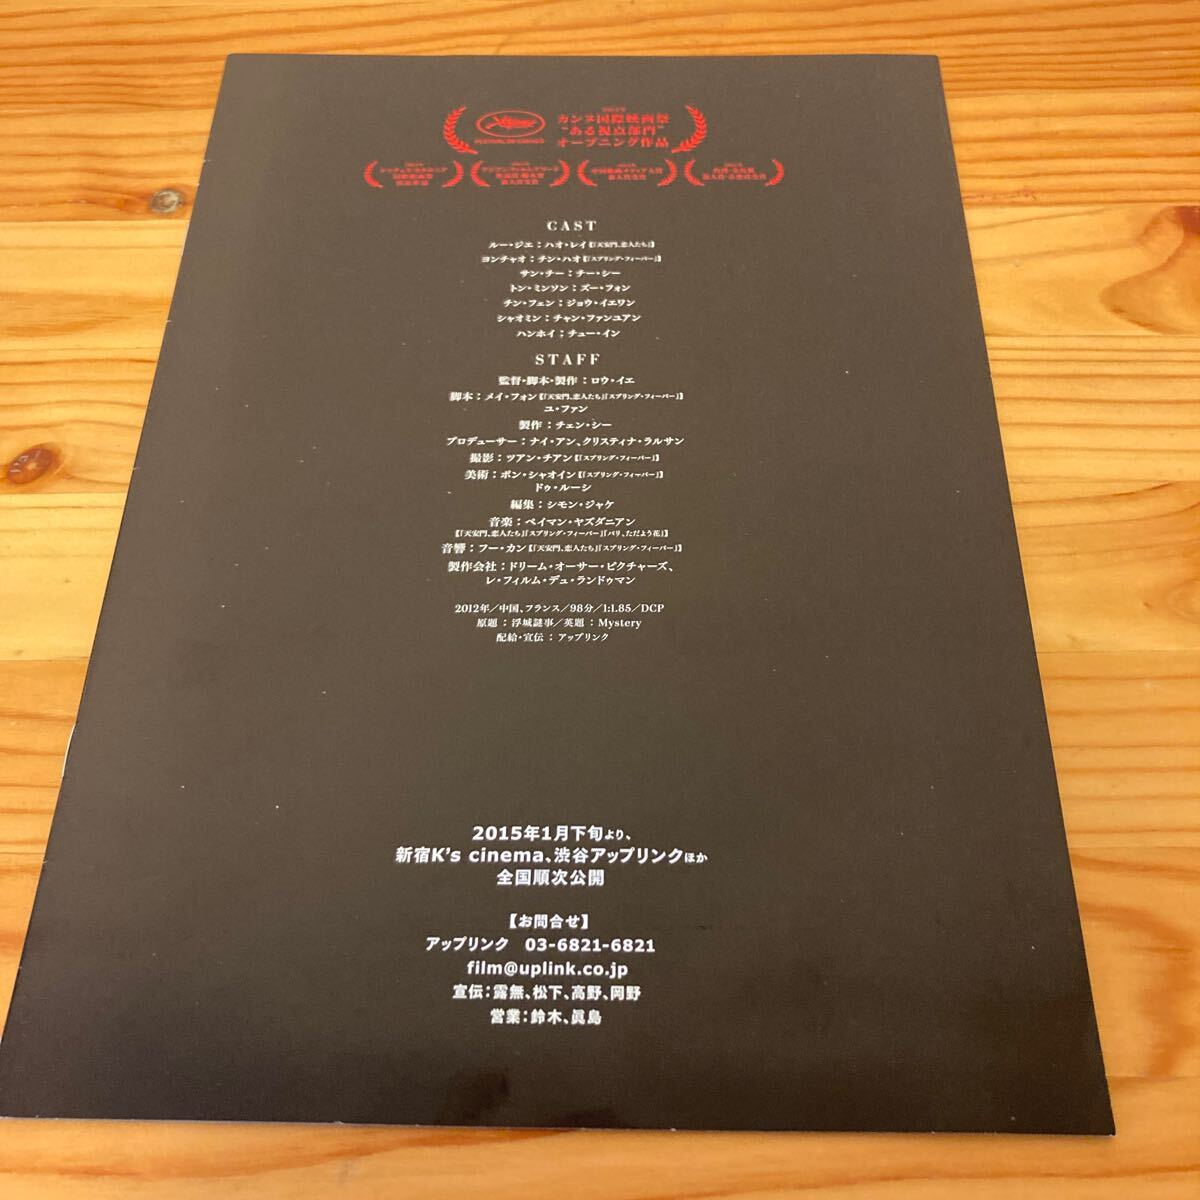 FESTIVAL DE CANNES
カンヌ国際映画祭
“ある視点部門”
オープニング作品
CAST
ルー・ジエ：ハオ・レイ【『天安門、恋人たち』】
ヨンチャオ：チン・ハオ【『スプリング・フィーバー』】
サン・チー：チー・シー
トン・ミンソン：ズー・フォン
チン・フェン：ジョウ・イエワン
シャオミン：チャン・ファンユアン
ハンホイ：チュー・イン
STAFF
監督・脚本・製作：ロウ・イエ
脚本：メイ・フォン【『天安門、恋人たち』『スプリング・フィーバー』】
ユ・ファン
製作：チェン・シー
プロデューサー：ナイ・アン、クリスティナ・ラルサン
撮影：ツアン・チアン【『スプリング・フィーバー』】
美術：ポン・シャオイン【『スプリング・フィーバー』】
ドゥ・ルーシ
編集：シモン・ジャケ
音楽：ペイマン・ヤズダニアン
【『天安門、恋人たち』『スプリング・フィーバー』『パリ、ただよう花』】
音響：フー・カン【『天安門、恋人たち』『スプリング・フィーバー』】
製作会社：ドリーム・オーサー・ピクチャーズ、
レ・フィルム・デュ・ランドゥマン
2012年／中国、フランス／98分／1:1.85／DCP
原題：浮城謎事／英題：Mystery
配給・宣伝：アップリンク
2015年1月下旬より、
新宿K's cinema、渋谷アップリンクほか
全国順次公開
【お問合せ】
アップリンク 03-6821-6821
film@uplink.co.jp
宣伝：露無、松下、高野、岡野
営業：鈴木、眞島